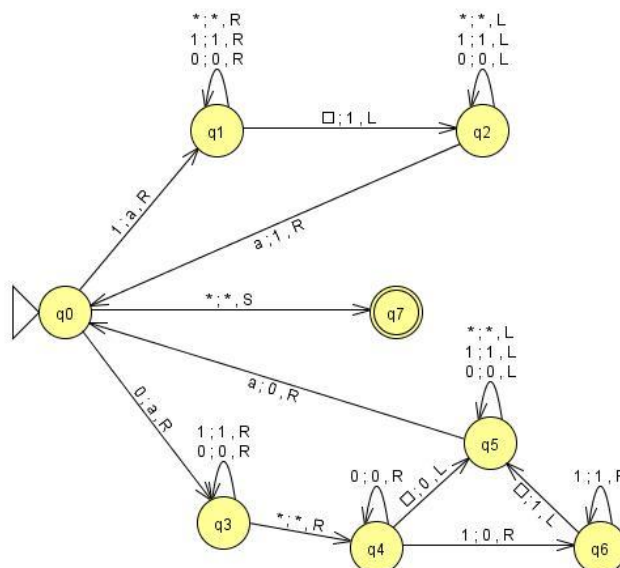 *;*,R
1;1,R
0;0,R
*;*,L
1;1,L
0;0,L
q1
□;1,L
q2
1;a,R
a;1,R
q0
*;*,S
q7
*;*,L
1;1,L
0;0,L
a;0,R
0;a,R
1;1,R
0;0,R
q5
0;0,R
□;0,L
□;1,L
1;1,R
q3
*;*,R
q4
1;0,R
q6